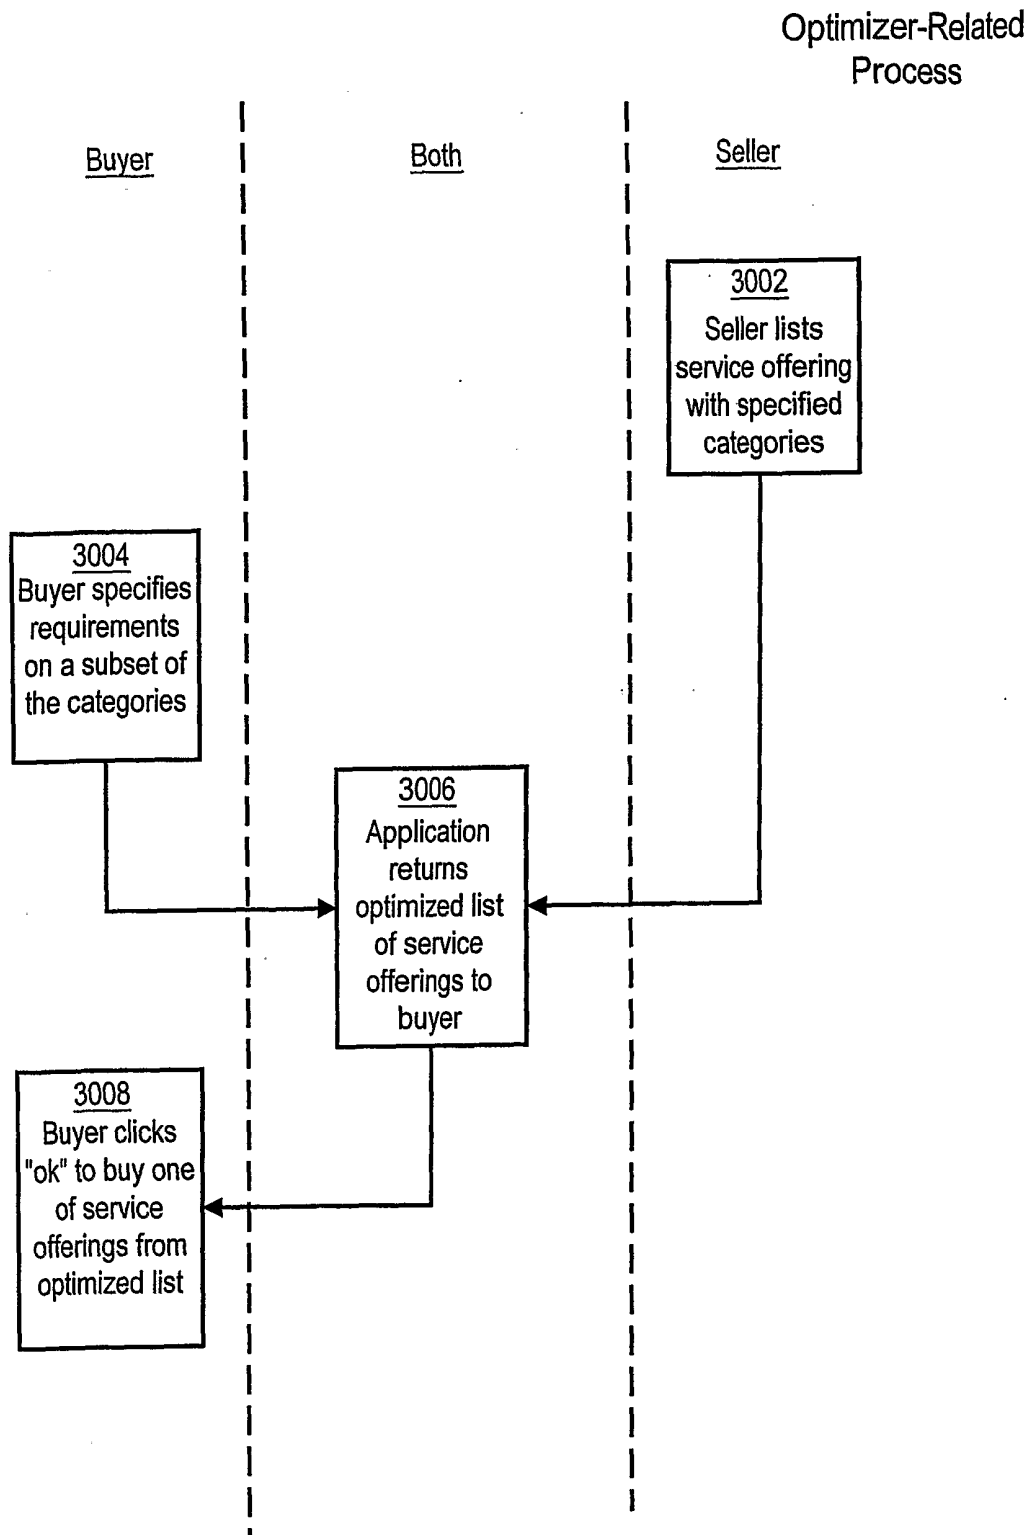 Optimizer-Related
Process
Buyer
Both
Seller
3002
Seller lists
service offering
with specified
categories
3004
Buyer specifies
requirements
on a subset of
the categories
3006
Application
returns
optimized list
of service
offerings to
buyer
3008
Buyer clicks
"ok" to buy one
of service
offerings from
optimized list